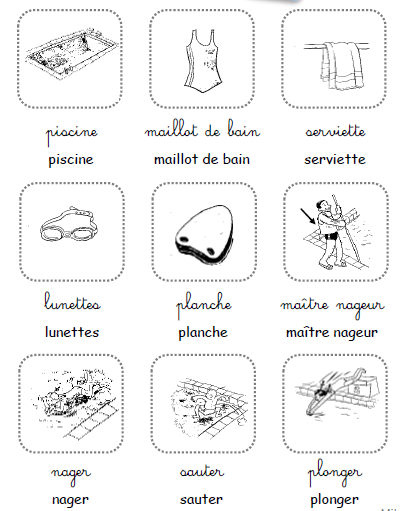 piscine maillot de bain serviette
piscine maillot de bain serviette
lunettes planche maître nageur
lunettes planche maître nageur
nager sauter plonger
nager sauter plonger